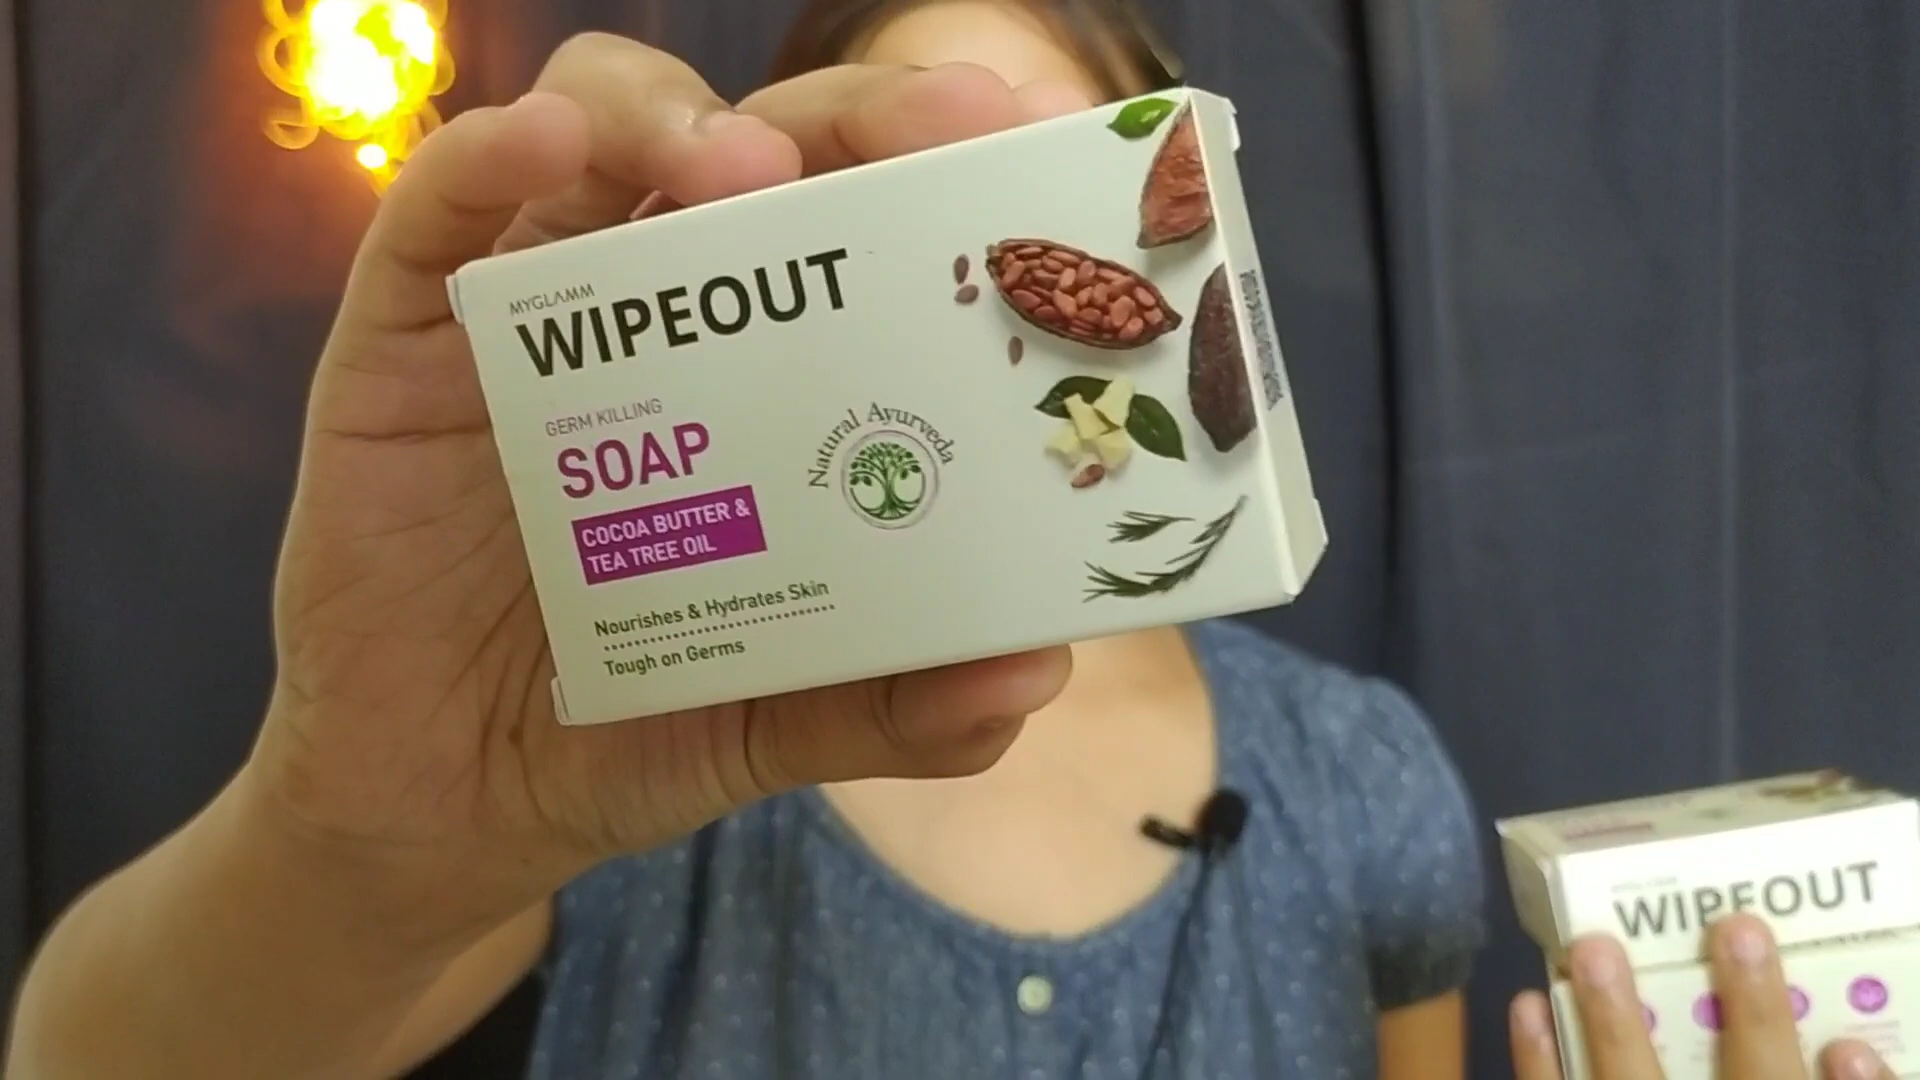 MYGLAMM
WIPEOUT
GERM KILLING
SOAP
COCOA BUTTER &
TEA TREE OIL
Nourishes & Hydrates Skin
Tough on Germs
Natural Ayurveda
WIPEOUT